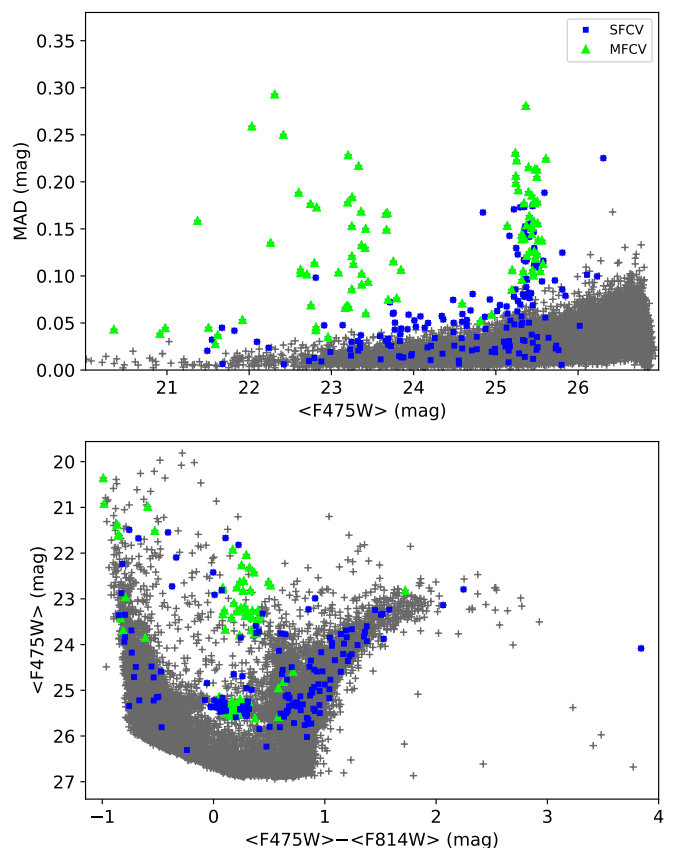 0.35
0.30
0.25
0.20
0.15
0.10
0.05
0.00
MAD (mag)
SFCV
MFCV
21 22 23 24 25 26
<F475W> (mag)
20
21
22
23
24
25
26
27
<F475W> (mag)
−1 0 1 2 3 4
<F475W>−<F814W> (mag)